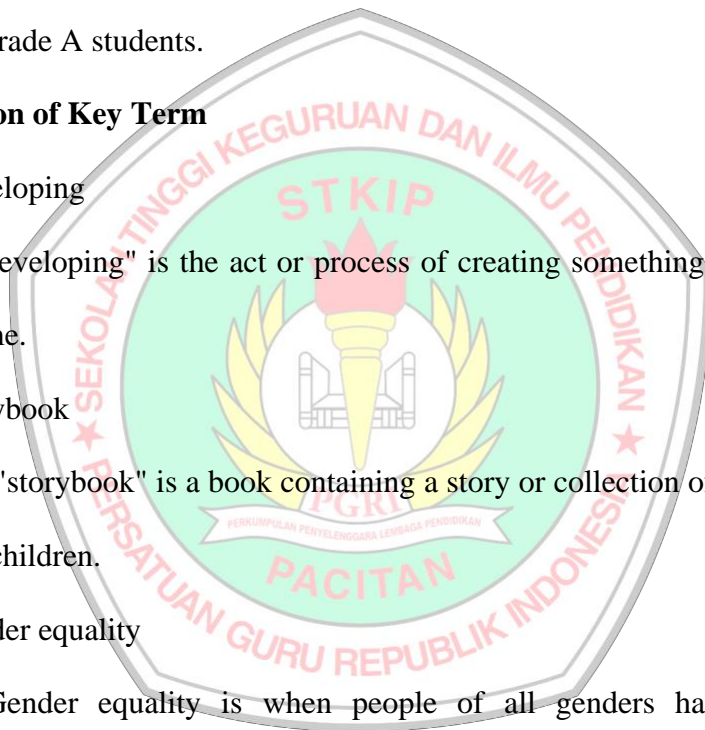 rade A students.
on of Key Term
eloping
eveloping" is the act or process of creating something
ne.
ybook
"storybook" is a book containing a story or collection of
children.
der equality
Gender equality is when people of all genders ha
SEKOLAH TINGGI KEGURUAN DAN ILMU PENDIDIKAN
STKIP
PGRI
PERKUMPULAN PENYELENGGARA LEMBAGA PENDIDIKAN
PACITAN
★ PERSATUAN GURU REPUBLIK INDONESIA ★